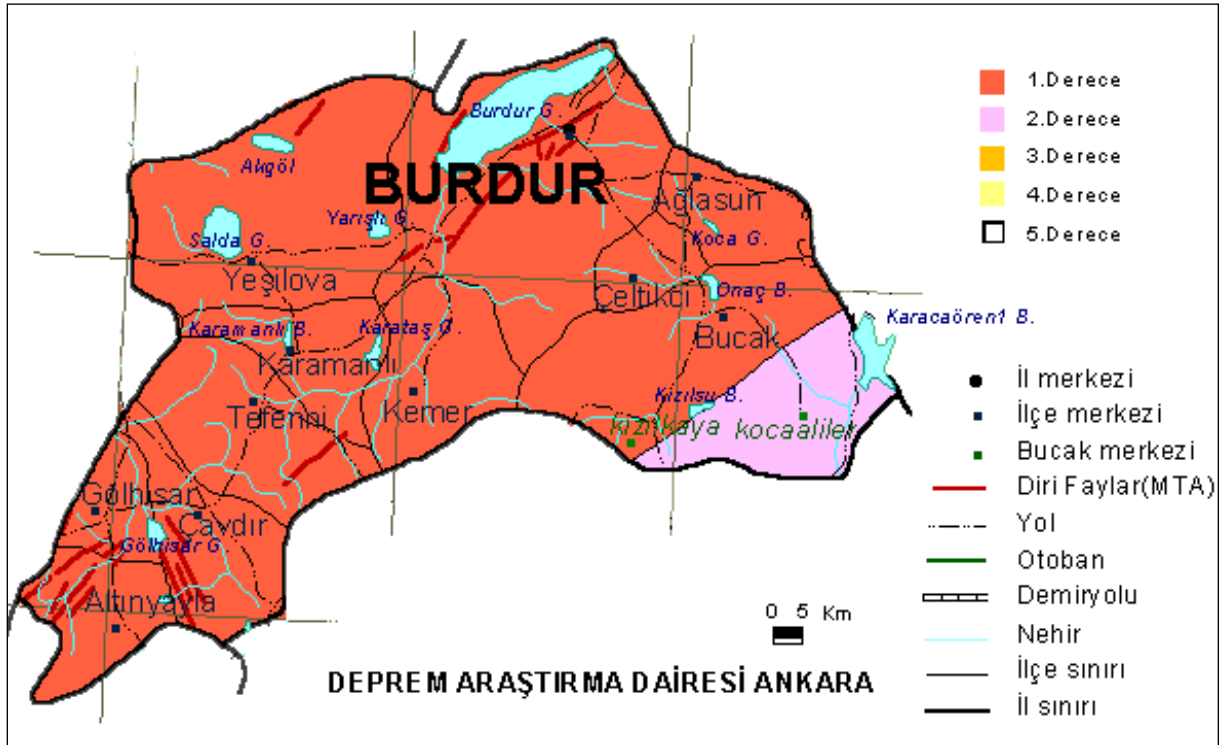 Burdur G.
Akgöl
BURDUR
Ağlasun
Yarışlı G.
Salda G.
Koca G.
Yeşilova
Çeltikçi
Onaç B.
Bucak
Karacaören1 B.
Karamanlı B.
Karataş G.
Karamanlı
Tefenni
Kemer
Kızılsu B.
kızılkaya
kocaaliler
Gölhisar
Çavdır
Gölhisar G.
Altınyayla
0 5 Km
DEPREM ARAŞTIRMA DAİRESİ ANKARA
1.Derece
2.Derece
3.Derece
4.Derece
5.Derece
İl merkezi
İlçe merkezi
Bucak merkezi
Diri Faylar(MTA)
Yol
Otoban
Demiryolu
Nehir
İlçe sınırı
İl sınırı